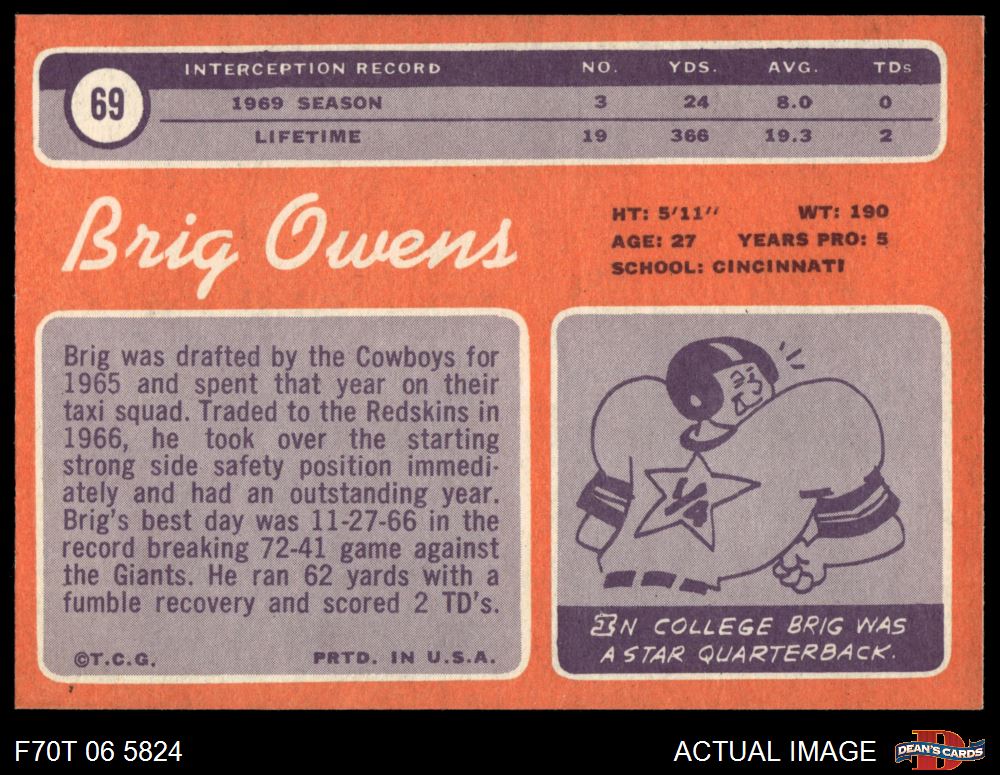 69
INTERCEPTION RECORD NO. YDS. AVG. TDs
1969 SEASON 3 24 8.0 0
LIFETIME 19 366 19.3 2
Brig Owens
HT: 5'11" WT: 190
AGE: 27 YEARS PRO: 5
SCHOOL: CINCINNATI
Brig was drafted by the Cowboys for
1965 and spent that year on their
taxi squad. Traded to the Redskins in
1966, he took over the starting
strong side safety position immedi-
ately and had an outstanding year.
Brig's best day was 11-27-66 in the
record breaking 72-41 game against
the Giants. He ran 62 yards with a
fumble recovery and scored 2 TD's.
©T.C.G. PRTD. IN U.S.A.
1/4
IN COLLEGE BRIG WAS
A STAR QUARTERBACK.
F70T 06 5824
ACTUAL IMAGE
DEAN'S CARDS